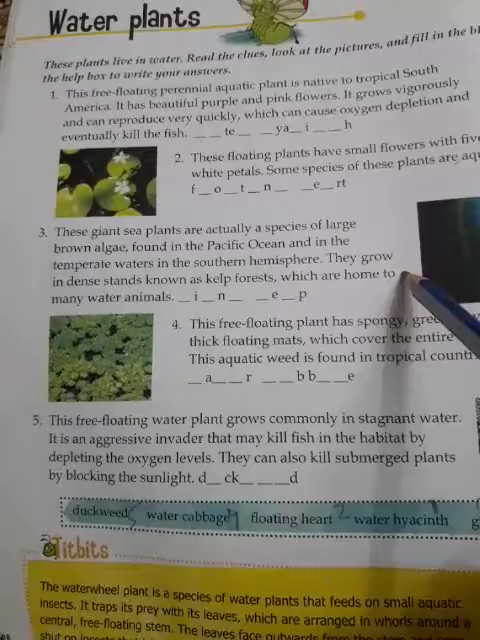 Water plants
These plants live in water. Read the clues, look at the pictures, and fill in the
the help box to write your answers.
1. This free-floating perennial aquatic plant is native to tropical South
America. It has beautiful purple and pink flowers. It grows vigorously
and can reproduce very quickly, which can cause oxygen depletion and
eventually kill the fish. _ _ te _ _ ya_ i _ _ h
2. These floating plants have small flowers with five
white petals. Some species of these plants are
f _ o _ t _ n _ _ e _ rt
3. These giant sea plants are actually a species of large
brown algae, found in the Pacific Ocean and in the
temperate waters in the southern hemisphere. They grow
in dense stands known as kelp forests, which are home to
many water animals. _ i _ n _ _ e _ p
4. This free-floating plant has spongy,
thick floating mats, which cover the entire
This aquatic weed is found in tropical
_ a _ _ r _ _ b b _ _ e
5. This free-floating water plant grows commonly in stagnant water.
It is an aggressive invader that may kill fish in the habitat by
depleting the oxygen levels. They can also kill submerged plants
by blocking the sunlight. d_ ck_ _ _d
duckweed 5 water cabbage 4 floating heart 2 water hyacinth 1
Titbits
The waterwheel plant is a species of water plants that feeds on small aquatic
insects. It traps its prey with its leaves, which are arranged in whorls around a
central, free-floating stem. The leaves face outwards from the
shut on